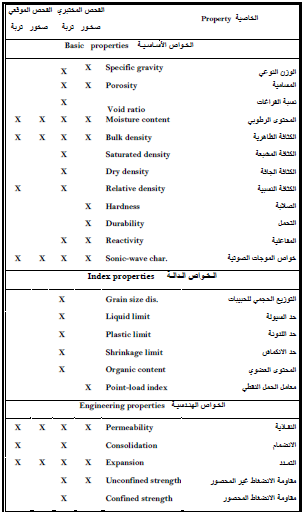 الخاصية Property الفحص المختبري الفحص الموقعي
صخور تربة صخور تربة
الخواص الأساسية Basic properties
الوزن النوعي Specific gravity X X
المسامية Porosity X X
نسبة الفراغات Void ratio X
المحتوى الرطوبي Moisture content X X X X
الكثافة الظاهرية Bulk density X X X X
الكثافة المشبعة Saturated density X
الكثافة الجافة Dry density X
الكثافة النسبية Relative density X X
الصلابة Hardness X
التحمل Durability X
المفاعلية Reactivity X X
خواص الموجات الصوتية Sonic-wave char. X X X X
الخواص الدالة Index properties
التوزيع الحجمي للحبيبات Grain size dis. X
حد السيولة Liquid limit X
حد اللدونة Plastic limit X
حد الانكماش Shrinkage limit X
المحتوى العضوي Organic content X
معامل الحمل النقطي Point-load index X
الخواص الهندسية Engineering properties
النفاذية Permeability X X X X
الانضمام Consolidation X X
التمدد Expansion X X X X
مقاومة الانضغاط غير المحصور Unconfined strength X X
مقاومة الانضغاط المحصور Confined strength X